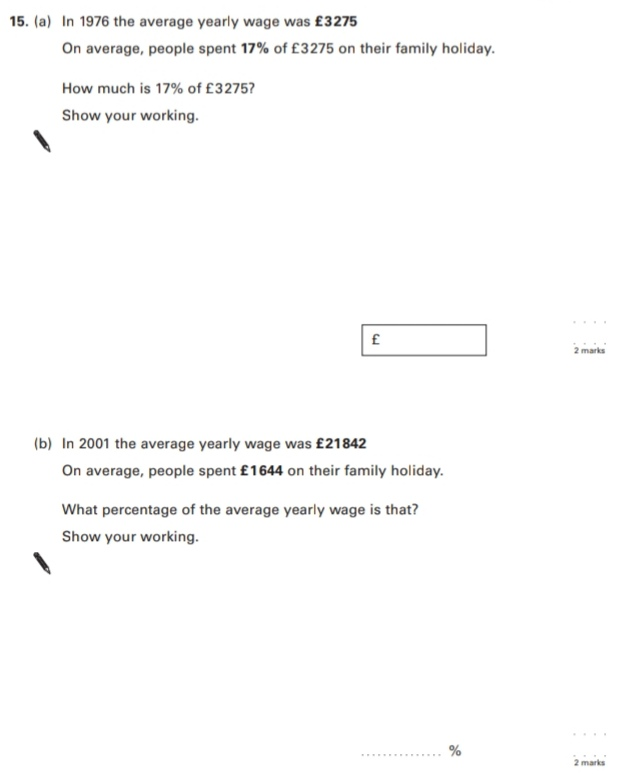 15. (a) In 1976 the average yearly wage was £3275
On average, people spent 17% of £3275 on their family holiday.
How much is 17% of £3275?
Show your working.
£
2 marks
(b) In 2001 the average yearly wage was £21842
On average, people spent £1644 on their family holiday.
What percentage of the average yearly wage is that?
Show your working.
.............. %
2 marks